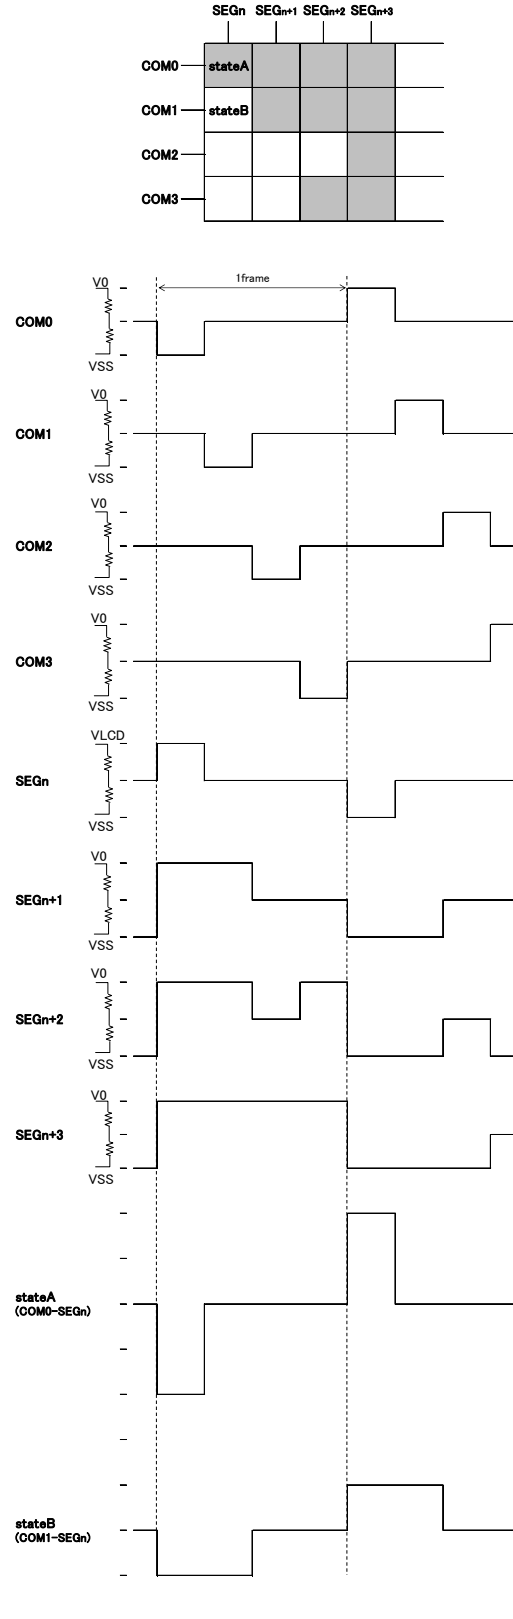 SEGn SEGn+1 SEGn+2 SEGn+3
COM0 stateA
COM1 stateB
COM2
COM3
1frame
V0
COM0
VSS
V0
COM1
VSS
V0
COM2
VSS
V0
COM3
VSS
VLCD
SEGn
VSS
V0
SEGn+1
VSS
V0
SEGn+2
VSS
V0
SEGn+3
VSS
stateA
(COM0-SEGn)
stateB
(COM1-SEGn)